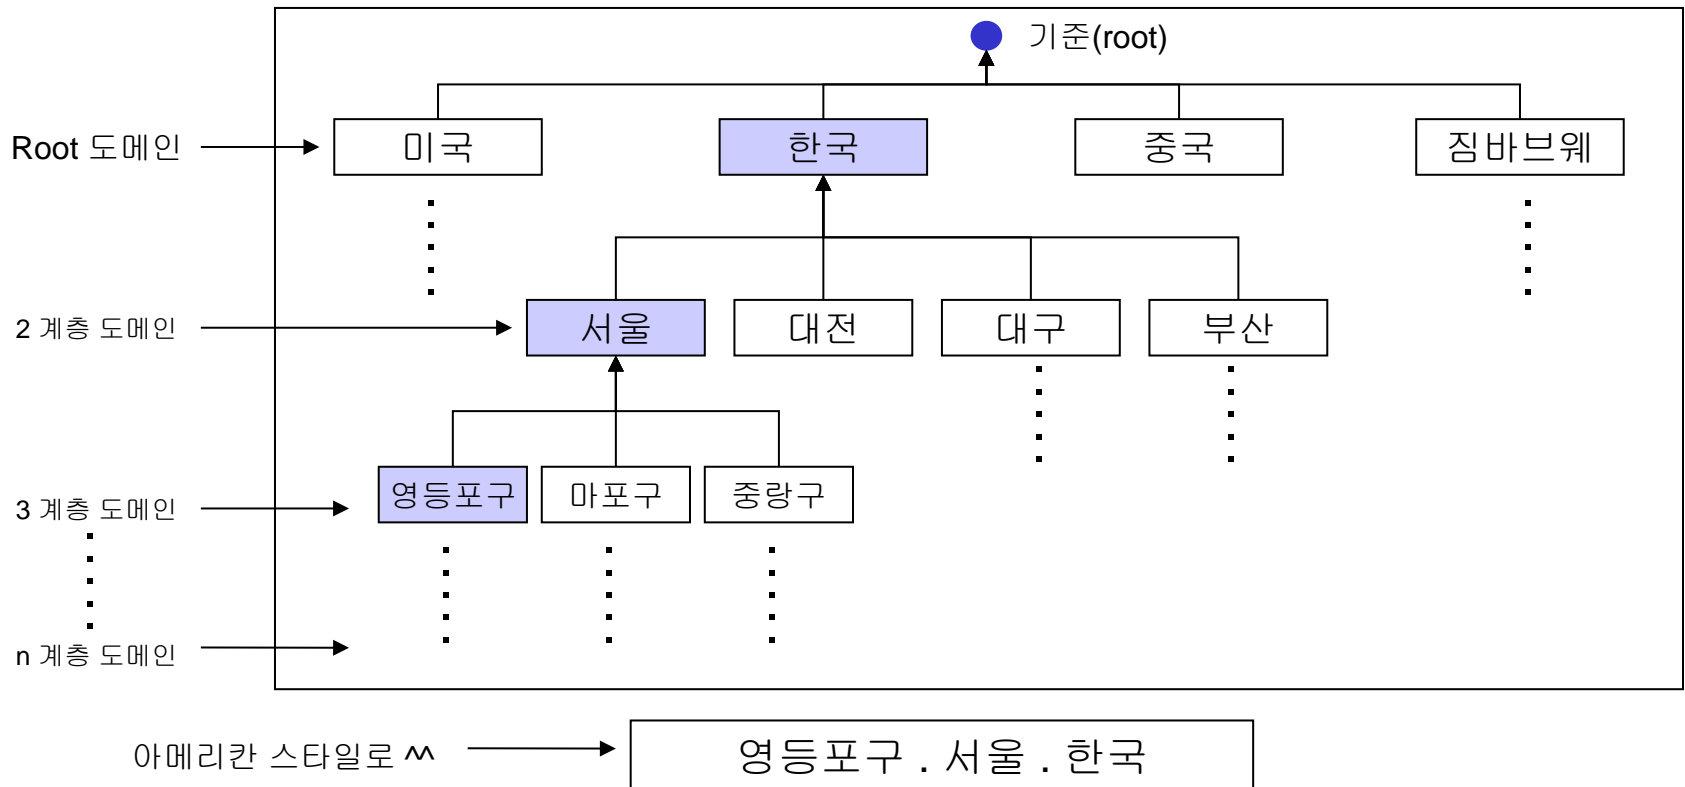 기준(root)
Root 도메인
미국
한국
중국
짐바브웨
2 계층 도메인
서울
대전
대구
부산
3 계층 도메인
영등포구
마포구
중랑구
n 계층 도메인
아메리칸 스타일로 ^^
영등포구 . 서울 . 한국